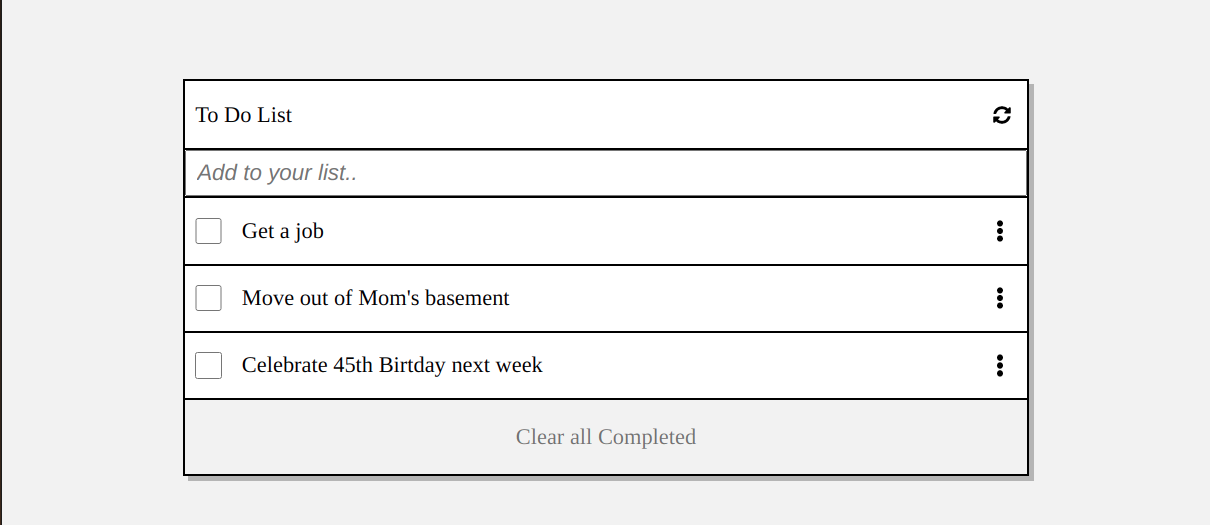 To Do List
Add to your list..
Get a job
Move out of Mom's basement
Celebrate 45th Birtday next week
Clear all Completed